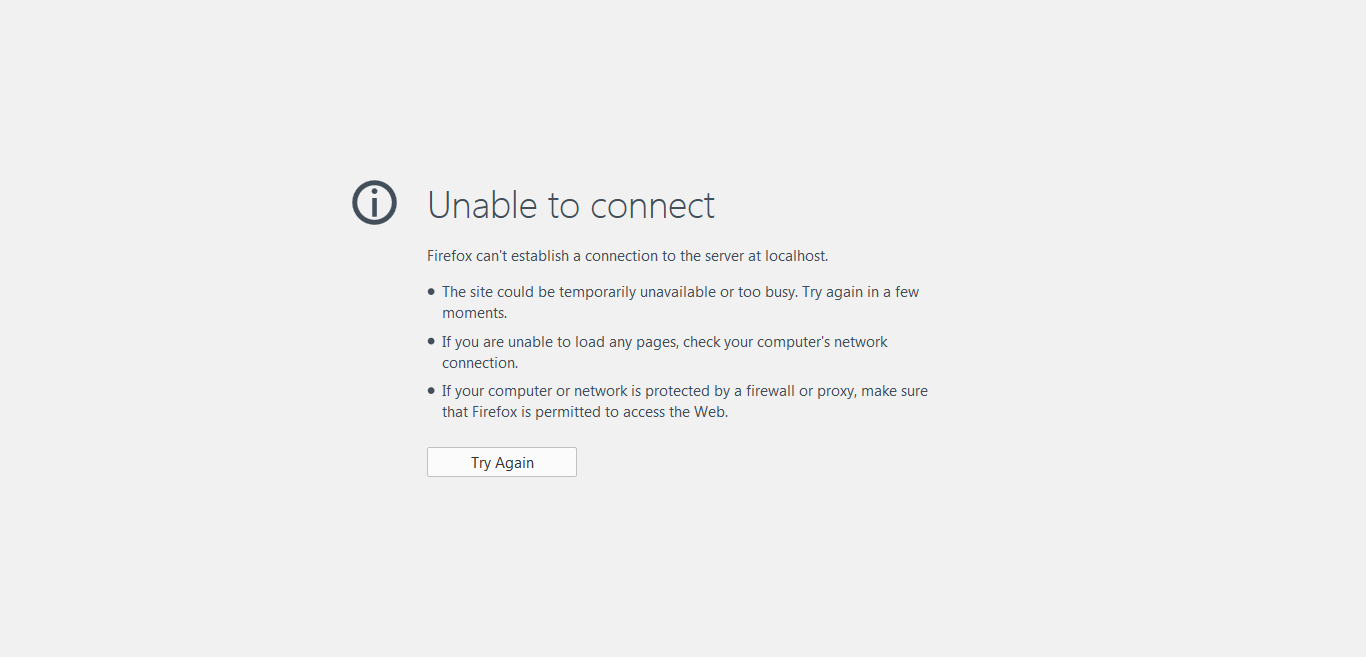 Unable to connect
Firefox can't establish a connection to the server at localhost.
The site could be temporarily unavailable or too busy. Try again in a few
moments.
If you are unable to load any pages, check your computer's network
connection.
If your computer or network is protected by a firewall or proxy, make sure
that Firefox is permitted to access the Web.
Try Again